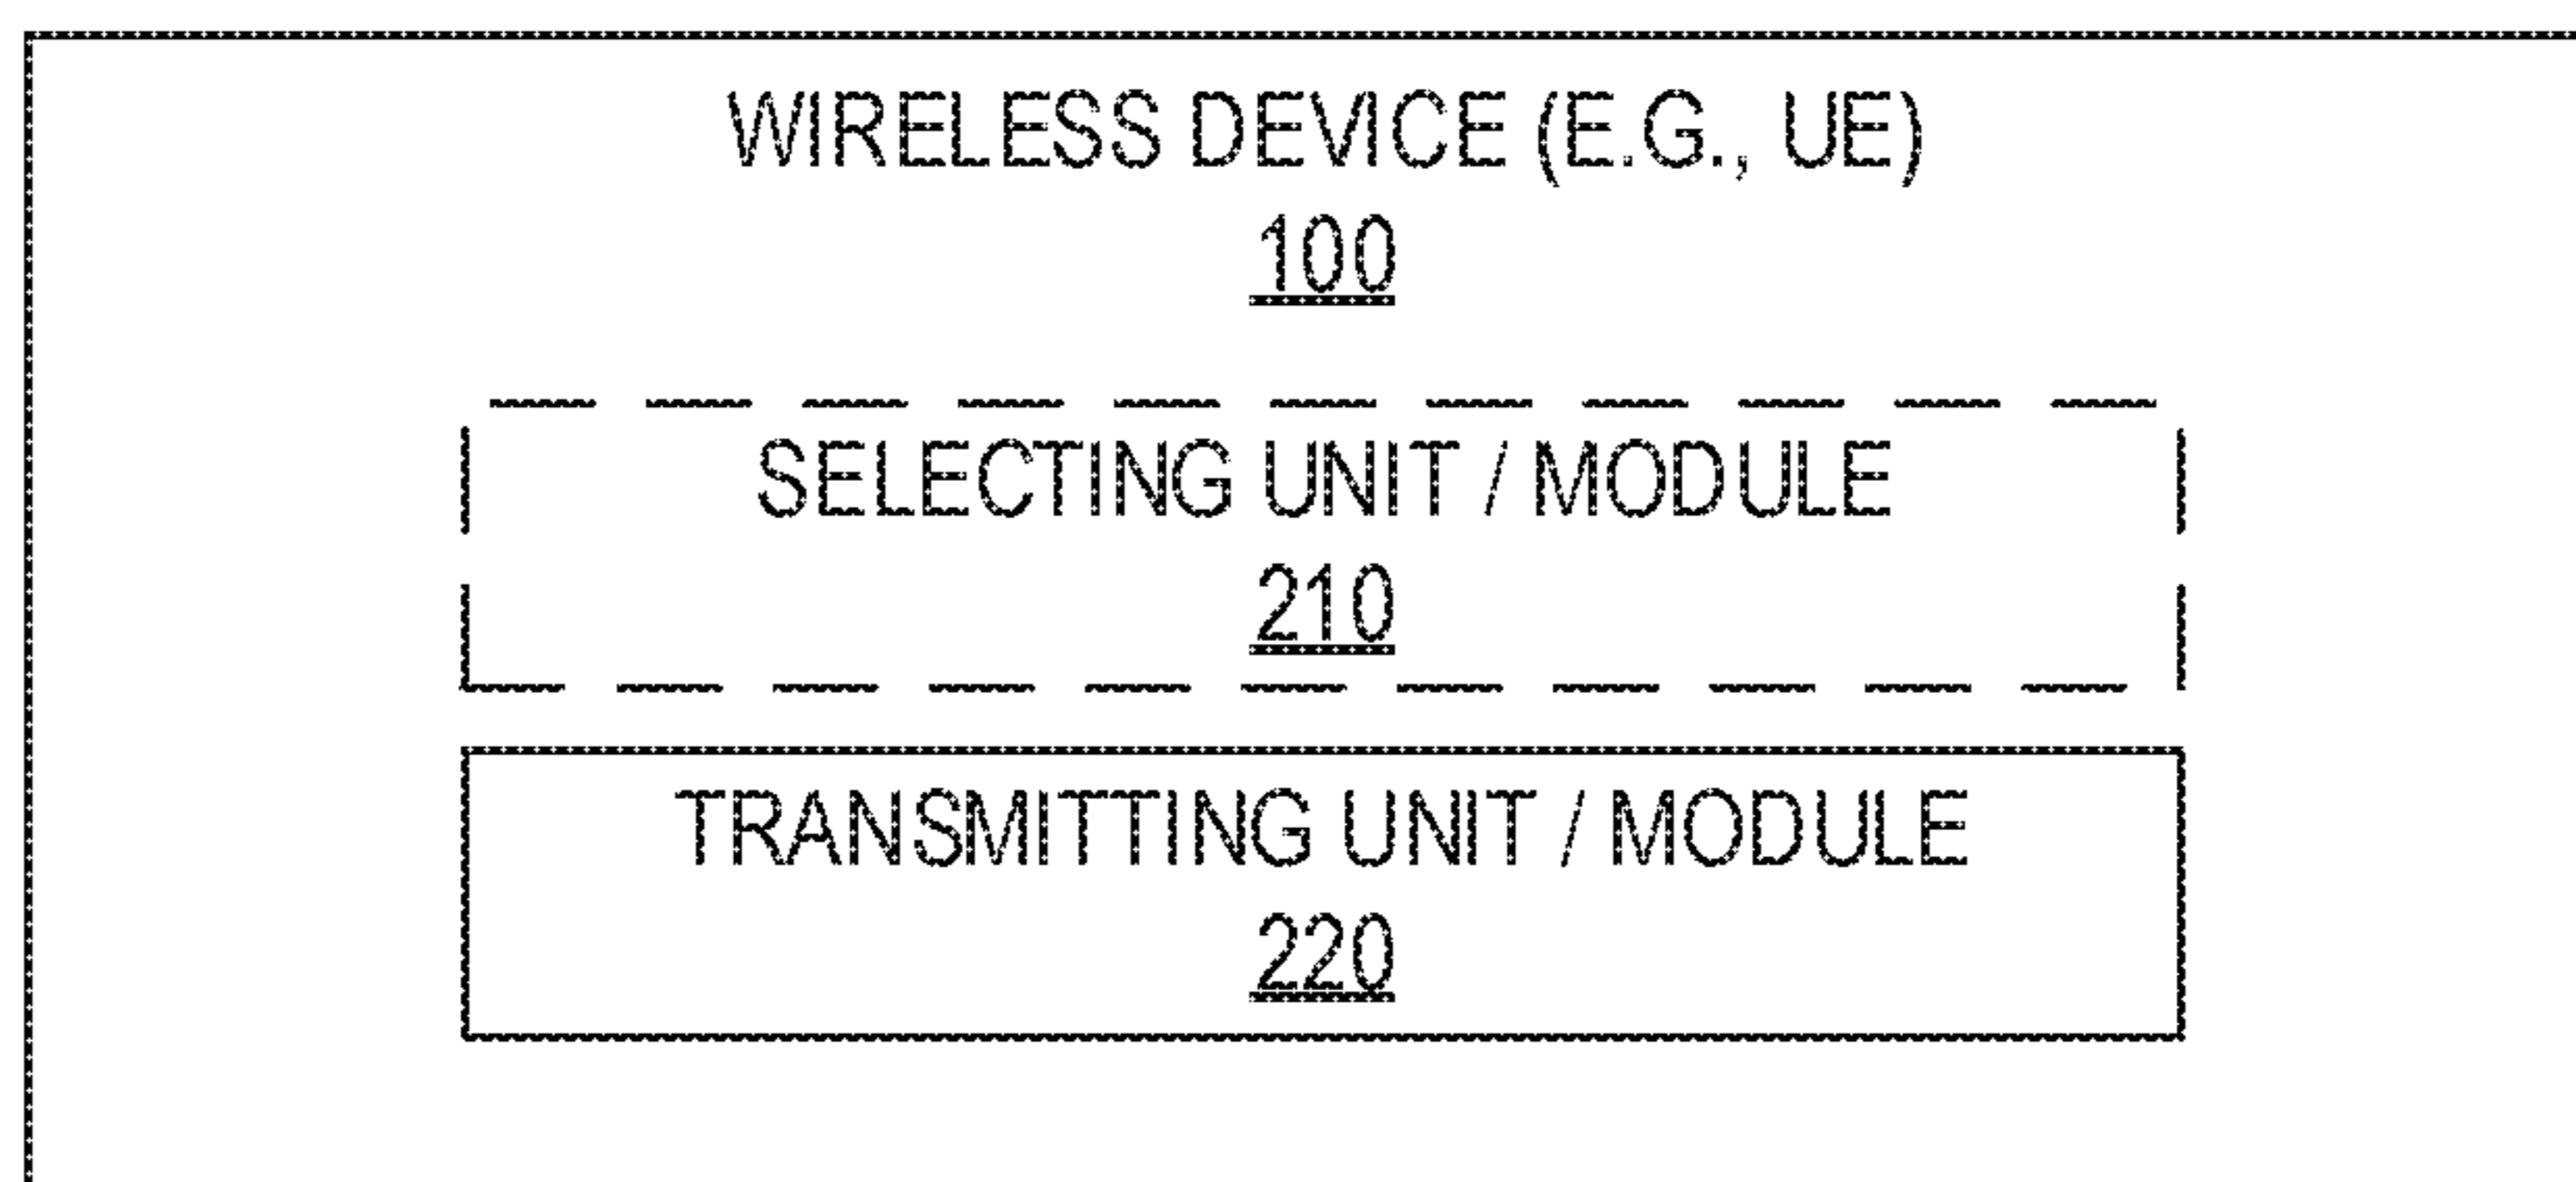 WIRELESS DEVICE (E.G., UE)
100
SELECTING UNIT / MODULE
210
TRANSMITTING UNIT / MODULE
220